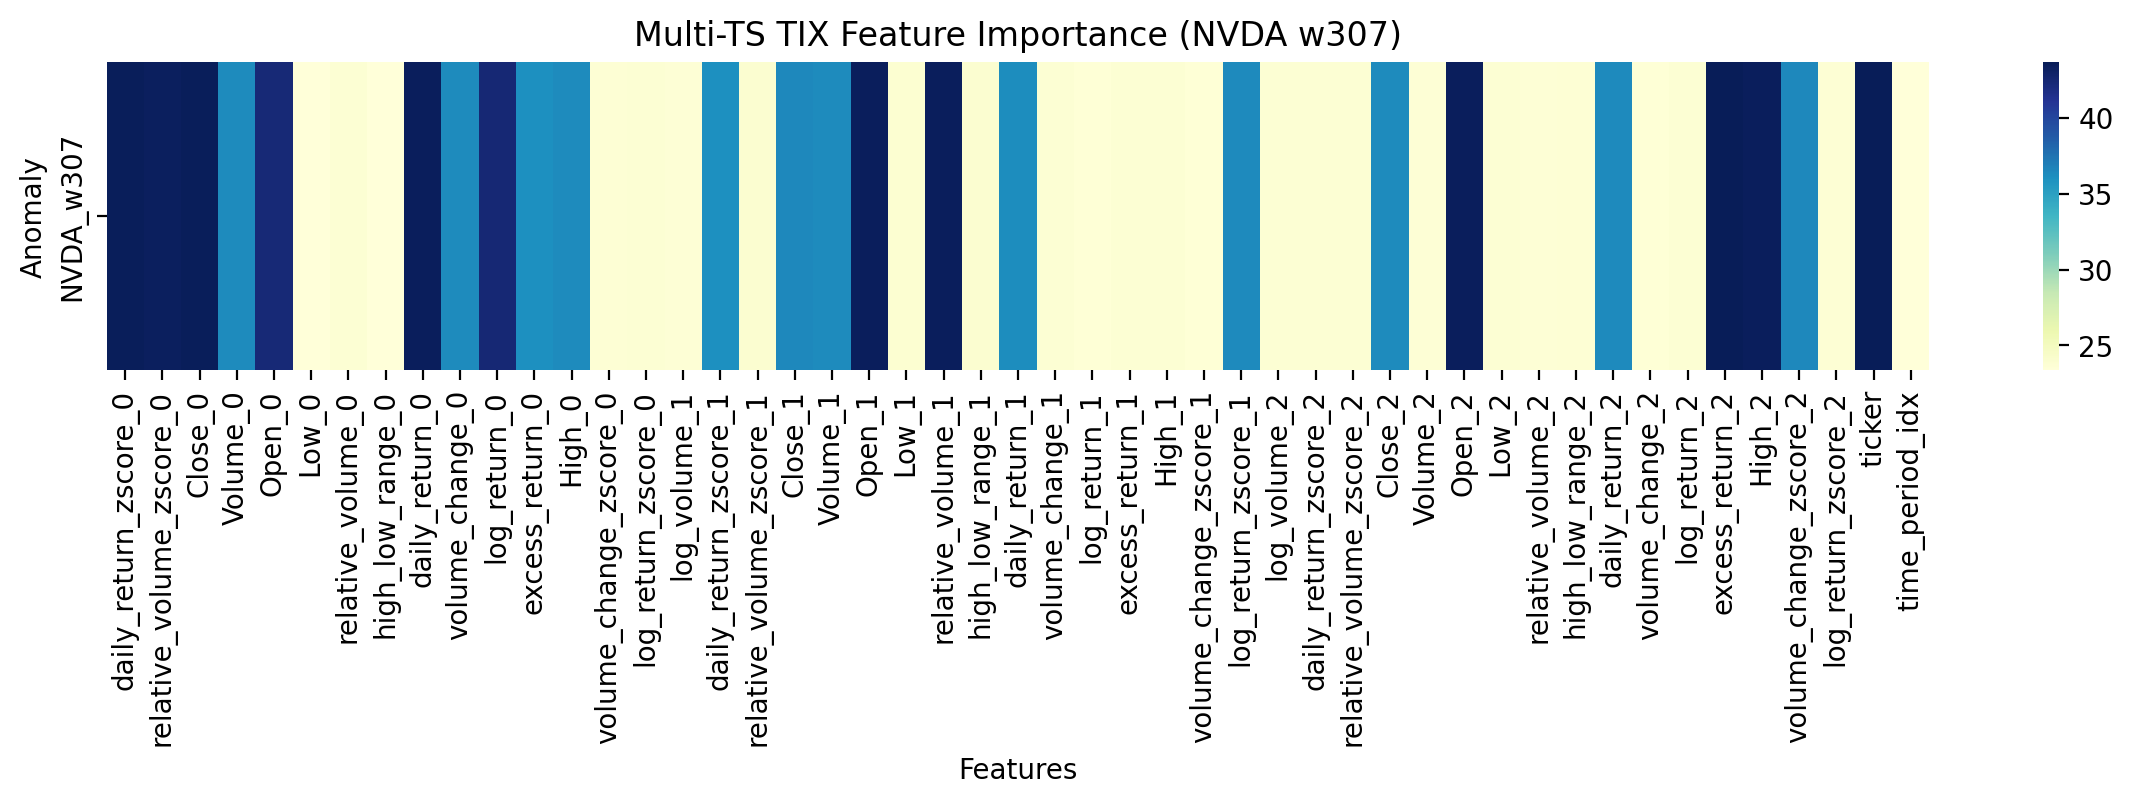 Multi-TS TIX Feature Importance (NVDA w307)
Anomaly
NVDA_w307
40
35
30
25
daily_return_zscore_0
relative_volume_zscore_0
Close_0
Volume_0
Open_0
Low_0
relative_volume_0
high_low_range_0
daily_return_0
volume_change_0
log_return_0
excess_return_0
High_0
volume_change_zscore_0
log_return_zscore_0
log_volume_1
daily_return_zscore_1
relative_volume_zscore_1
Close_1
Volume_1
Open_1
Low_1
relative_volume_1
high_low_range_1
daily_return_1
volume_change_1
log_return_1
excess_return_1
High_1
volume_change_zscore_1
log_return_zscore_1
log_volume_2
daily_return_zscore_2
relative_volume_zscore_2
Close_2
Volume_2
Open_2
Low_2
relative_volume_2
high_low_range_2
daily_return_2
volume_change_2
log_return_2
excess_return_2
High_2
volume_change_zscore_2
log_return_zscore_2
ticker
time_period_idx
Features